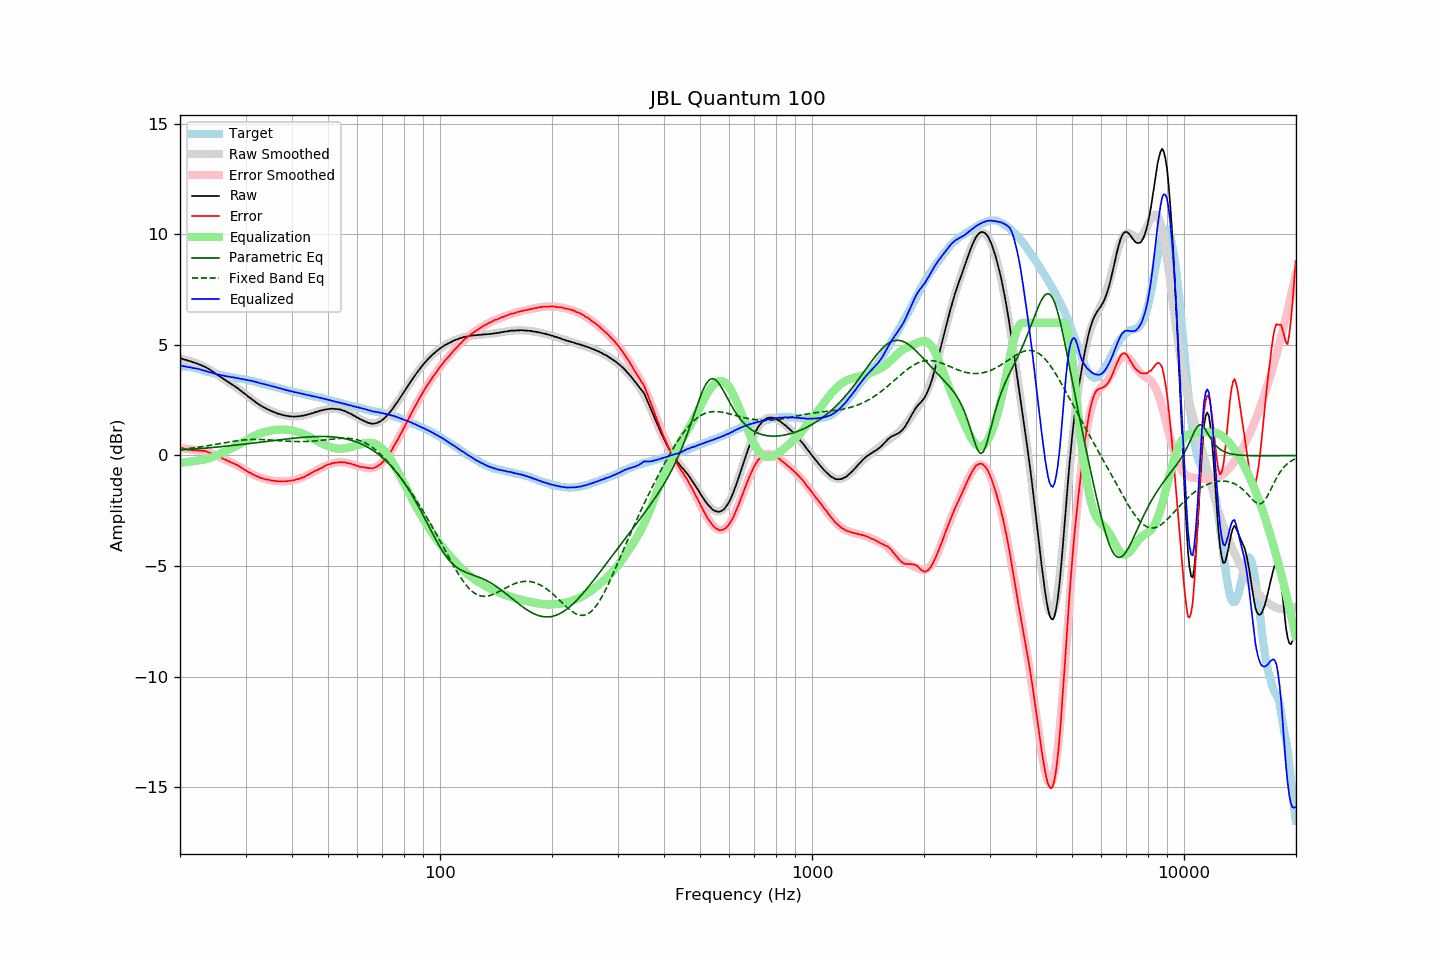 JBL Quantum 100
Target
Raw Smoothed
Error Smoothed
Raw
Error
Equalization
Parametric Eq
Fixed Band Eq
Equalized
15
10
5
0
−5
−10
−15
Amplitude (dBr)
100
1000
10000
Frequency (Hz)